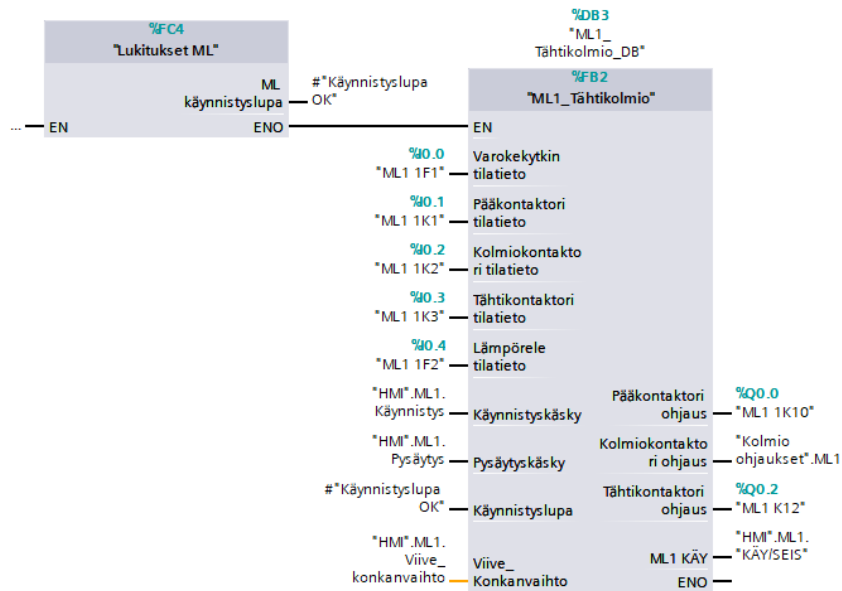 %DB3
"ML1_
Tähtikolmio_DB"
%FC4
"Lukitukset ML"
ML
käynnistyslupa
#"Käynnistyslupa
OK"
... EN
ENO
%FB2
"ML1_Tähtikolmio"
EN
%I0.0
"ML1 1F1"
Varokekytkin
tilatieto
%I0.1
"ML1 1K1"
Pääkontaktori
tilatieto
%I0.2
"ML1 1K2"
Kolmiokontakto
ri tilatieto
%I0.3
"ML1 1K3"
Tähtikontaktori
tilatieto
%I0.4
"ML1 1F2"
Lämpörele
tilatieto
"HMI".ML1.
Käynnistys
Käynnistyskäsky
Pääkontaktori
ohjaus
%Q0.0
"ML1 1K10"
"HMI".ML1.
Pysäytys
Pysäytyskäsky
Kolmiokontakto
ri ohjaus
"Kolmio
ohjaukset".ML1
#"Käynnistyslupa
OK"
Käynnistyslupa
Tähtikontaktori
ohjaus
%Q0.2
"ML1 K12"
"HMI".ML1.
Viive_
konkanvaihto
Viive_
Konkanvaihto
ML1 KÄY
"HMI".ML1.
"KÄY/SEIS"
ENO